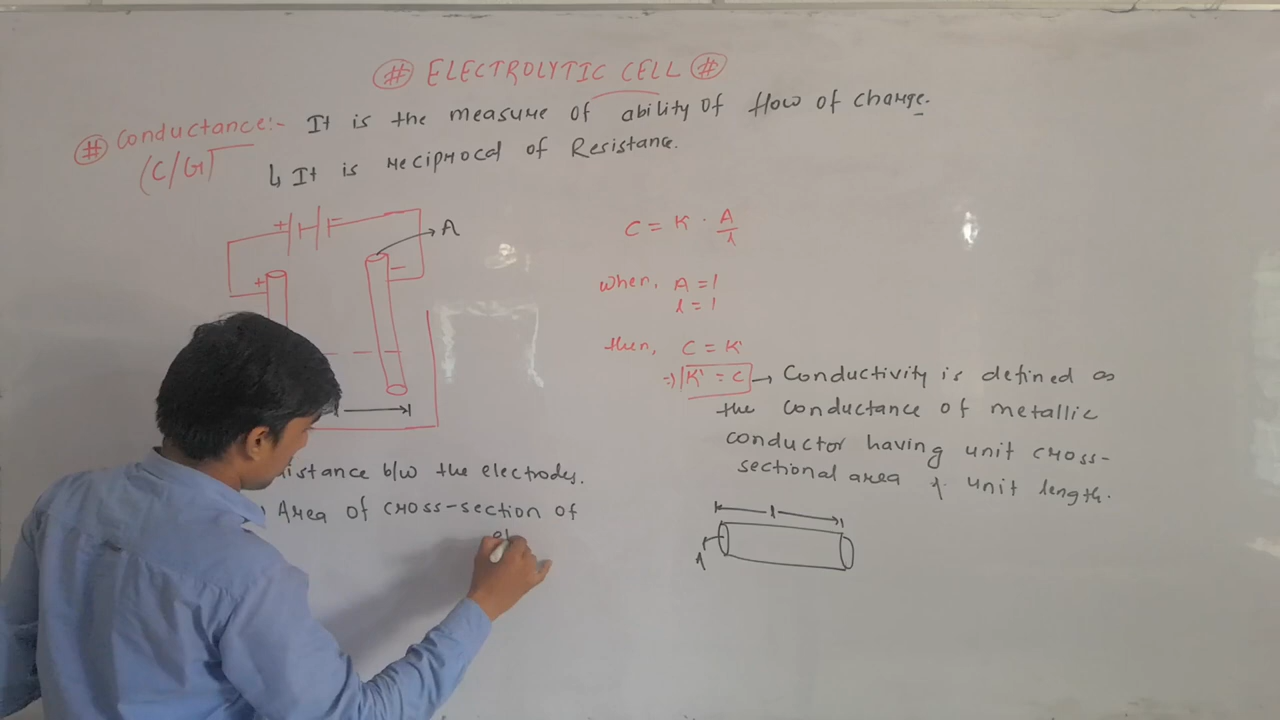 # ELECTROLYTIC CELL #
# Conductance:- It is the measure of ability of flow of charge.
(C/G)
↳ It is reciprocal of Resistance.
+ -
A
+ -
C = K · A/l
when, A = 1
l = 1
then, C = K
=> K = C → Conductivity is defined as
the conductance of metallic
conductor having unit cross-
sectional area & unit length.
l
A
distance b/w the electrodes.
Area of cross-section of
el